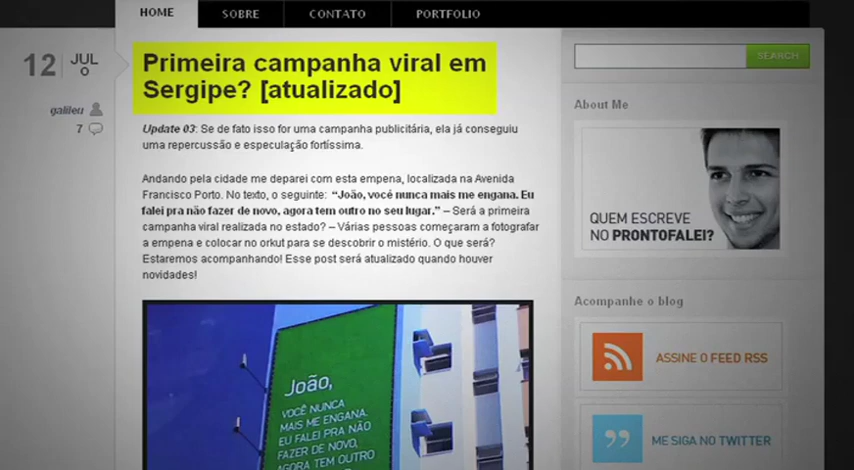 HOME
SOBRE
CONTATO
PORTFOLIO
12
JUL
O
galileu
7
Primeira campanha viral em
Sergipe? [atualizado]
Update 03: Se de fato isso for uma campanha publicitária, ela já conseguiu
uma repercussão e especulação fortíssima.
Andando pela cidade me deparei com esta empena, localizada na Avenida
Francisco Porto. No texto, o seguinte: “João, você nunca mais me engana. Eu
falei pra não fazer de novo, agora tem outro no seu lugar.” – Será a primeira
campanha viral realizada no estado? – Várias pessoas começaram a fotografar
a empena e colocar no orkut para se descobrir o mistério. O que será?
Estaremos acompanhando! Esse post será atualizado quando houver
novidades!
João,
VOCÊ NUNCA
MAIS ME ENGANA.
EU FALEI PRA NÃO
FAZER DE NOVO,
AGORA TEM OUTRO
SEARCH
About Me
QUEM ESCREVE
NO PRONTOFALEI?
Acompanhe o blog
ASSINE O FEED RSS
ME SIGA NO TWITTER